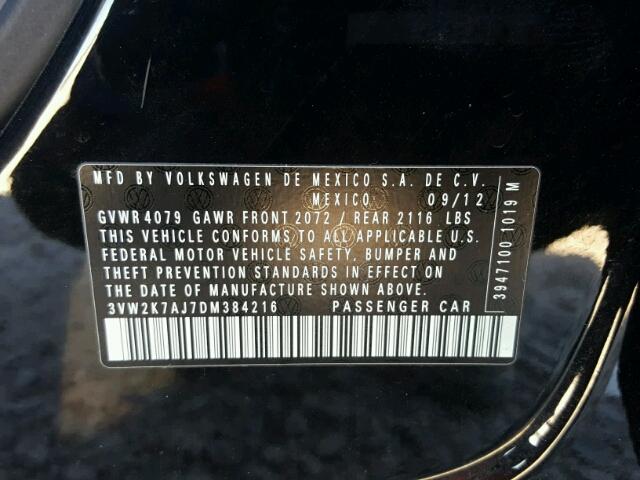 MFD BY VOLKSWAGEN DE MEXICO S.A. DE C.V.
MEXICO 09/12
GVWR 4079 GAWR FRONT 2072 / REAR 2116 LBS
THIS VEHICLE CONFORMS TO ALL APPLICABLE U.S.
FEDERAL MOTOR VEHICLE SAFETY, BUMPER AND
THEFT PREVENTION STANDARDS IN EFFECT ON THE
DATE OF MANUFACTURE SHOWN ABOVE.
3VW2K7AJ7DM384216 PASSENGER CAR
3947100 1019 M